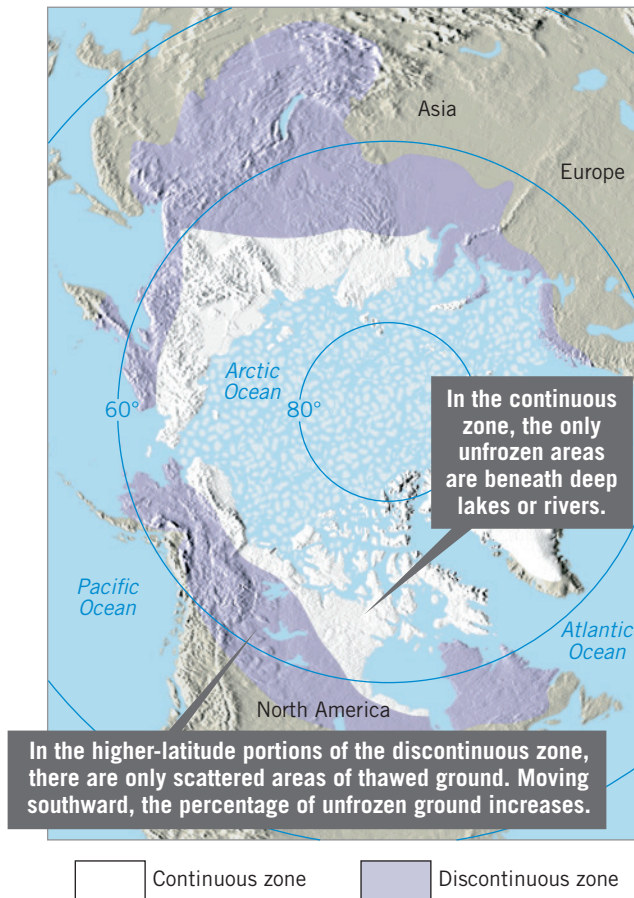 Asia
Europe
Arctic
Ocean
60°
80°
In the continuous
zone, the only
unfrozen areas
are beneath deep
lakes or rivers.
Pacific
Ocean
Atlantic
Ocean
North America
In the higher-latitude portions of the discontinuous zone,
there are only scattered areas of thawed ground. Moving
southward, the percentage of unfrozen ground increases.
Continuous zone
Discontinuous zone